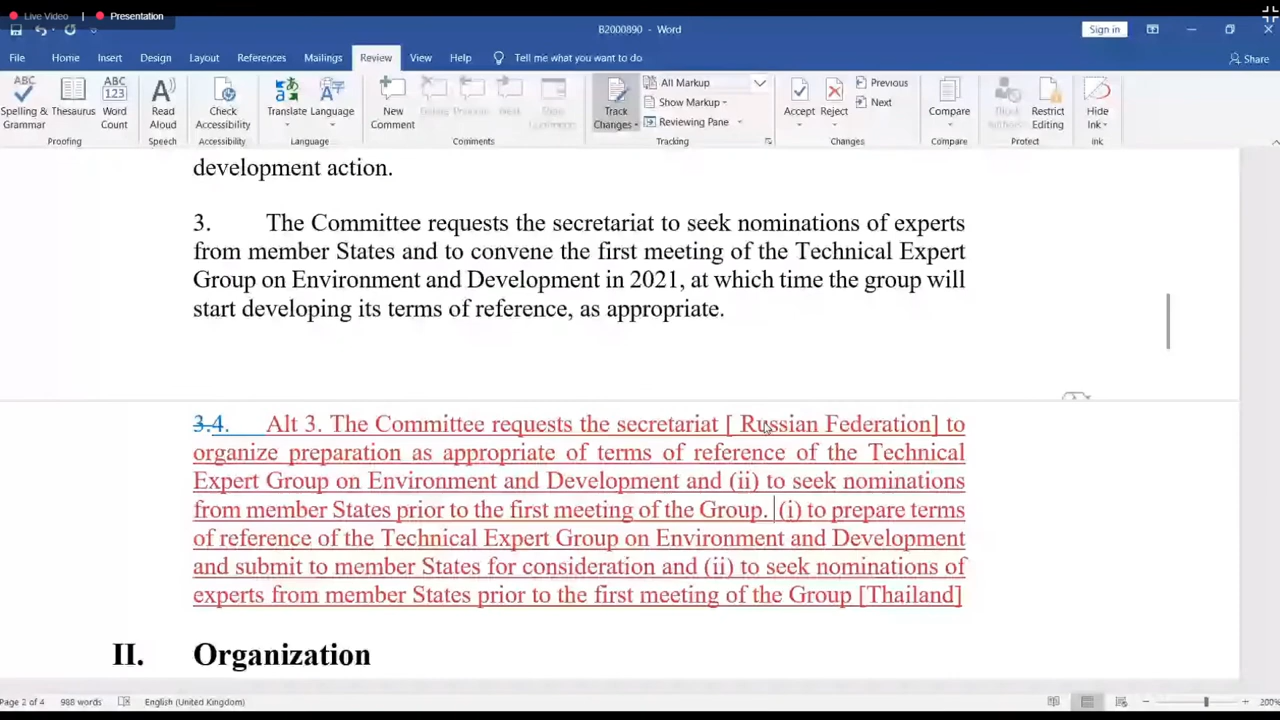 Live Video | Presentation
B2000890 - Word
Sign in
File Home Insert Design Layout References Mailings Review View Help Tell me what you want to do
Share
Spelling & Grammar
Thesaurus
Word Count
Proofing
Read Aloud
Speech
Check Accessibility
Accessibility
Translate
Language
Language
New Comment
Delete Previous Next
Show Comments
Comments
Track Changes
All Markup
Show Markup
Reviewing Pane
Tracking
Accept
Reject
Previous
Next
Changes
Compare
Compare
Block Authors
Restrict Editing
Protect
Hide Ink
Ink
development action.
3. The Committee requests the secretariat to seek nominations of experts
from member States and to convene the first meeting of the Technical Expert
Group on Environment and Development in 2021, at which time the group will
start developing its terms of reference, as appropriate.
3.4. Alt 3. The Committee requests the secretariat [ Russian Federation] to
organize preparation as appropriate of terms of reference of the Technical
Expert Group on Environment and Development and (ii) to seek nominations
from member States prior to the first meeting of the Group. (i) to prepare terms
of reference of the Technical Expert Group on Environment and Development
and submit to member States for consideration and (ii) to seek nominations of
experts from member States prior to the first meeting of the Group [Thailand]
II. Organization
Page 2 of 4 988 words English (United Kingdom) 200%